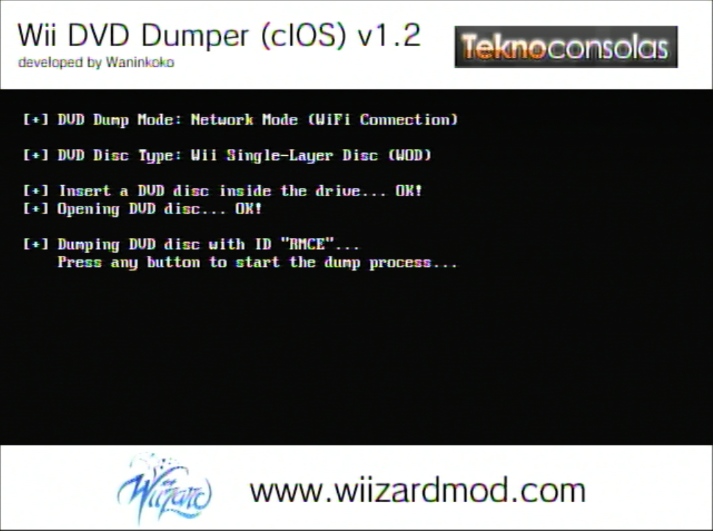 Wii DVD Dumper (cIOS) v1.2
developed by Waninkoko
Teknoconsolas
[+] DVD Dump Mode: Network Mode (WiFi Connection)
[+] DVD Disc Type: Wii Single-Layer Disc (WOD)
[+] Insert a DVD disc inside the drive... OK!
[+] Opening DVD disc... OK!
[+] Dumping DVD disc with ID "RMCE"...
Press any button to start the dump process...
Wiizard
www.wiizardmod.com